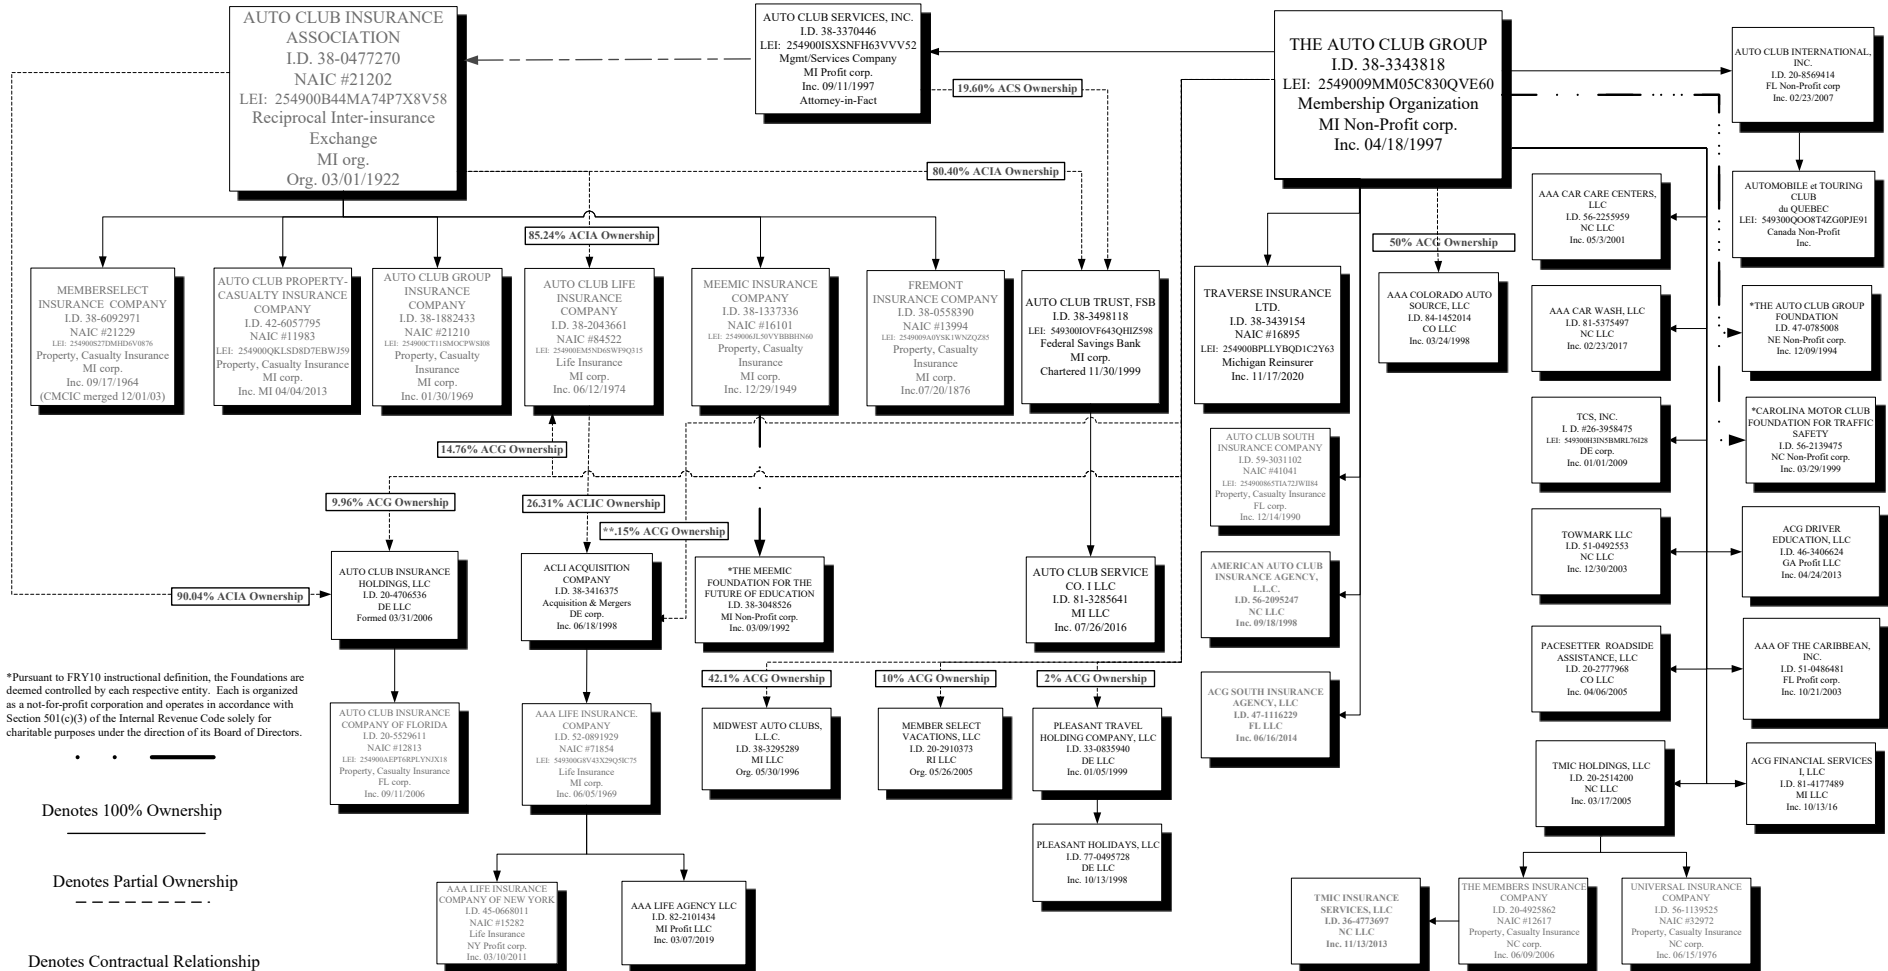 AUTO CLUB INSURANCE
ASSOCIATION
I.D. 38-0477270
NAIC #21202
LEI: 254900B44MA74P7X8V58
Reciprocal Inter-insurance
Exchange
MI org.
Org. 03/01/1922
AUTO CLUB SERVICES, INC.
I.D. 38-3370446
LEI: 254900ISXSNFH63VVV52
Mgmt/Services Company
MI Profit corp.
Inc. 09/11/1997
Attorney-in-Fact
THE AUTO CLUB GROUP
I.D. 38-3343818
LEI: 2549009MM05C830QVE60
Membership Organization
MI Non-Profit corp.
Inc. 04/18/1997
AUTO CLUB INTERNATIONAL,
INC.
I.D. 20-8569414
FL Non-Profit corp
Inc. 02/23/2007
19.60% ACS Ownership
80.40% ACIA Ownership
85.24% ACIA Ownership
50% ACG Ownership
AAA CAR CARE CENTERS,
LLC
I.D. 56-2255959
NC LLC
Inc. 05/3/2001
AUTOMOBILE et TOURING
CLUB
du QUEBEC
LEI: 549300QOO8T4ZG0PJE91
Canada Non-Profit
Inc.
MEMBERSELECT
INSURANCE COMPANY
I.D. 38-6092971
NAIC #21229
LEI: 254900S27DMHD6V0876
Property, Casualty Insurance
MI corp.
Inc. 09/17/1964
(CMCIC merged 12/01/03)
AUTO CLUB PROPERTY-
CASUALTY INSURANCE
COMPANY
I.D. 42-6057795
NAIC #11983
LEI: 254900QKLSD8D7EBWJ59
Property, Casualty Insurance
MI corp.
Inc. MI 04/04/2013
AUTO CLUB GROUP
INSURANCE
COMPANY
I.D. 38-1882433
NAIC #21210
LEI: 254900CT11SMOCPWSI08
Property, Casualty
Insurance
MI corp.
Inc. 01/30/1969
AUTO CLUB LIFE
INSURANCE
COMPANY
I.D. 38-2043661
NAIC #84522
LEI: 254900EM5ND6SWF9Q315
Life Insurance
MI corp.
Inc. 06/12/1974
MEEMIC INSURANCE
COMPANY
I.D. 38-1337336
NAIC #16101
LEI: 2549006JL50VYBBBHN60
Property, Casualty
Insurance
MI corp.
Inc. 12/29/1949
FREMONT
INSURANCE COMPANY
I.D. 38-0558390
NAIC #13994
LEI: 2549009A0YSK1WNZQZ85
Property, Casualty
Insurance
MI corp.
Inc.07/20/1876
AUTO CLUB TRUST, FSB
I.D. 38-3498118
LEI: 549300IOVF643QHIZ598
Federal Savings Bank
MI corp.
Chartered 11/30/1999
TRAVERSE INSURANCE
LTD.
I.D. 38-3439154
NAIC #16895
LEI: 254900BPLLYBQD1C2Y63
Michigan Reinsurer
Inc. 11/17/2020
AAA COLORADO AUTO
SOURCE, LLC
I.D. 84-1452014
CO LLC
Inc. 03/24/1998
AAA CAR WASH, LLC
I.D. 81-5375497
NC LLC
Inc. 02/23/2017
*THE AUTO CLUB GROUP
FOUNDATION
I.D. 47-0785008
NE Non-Profit corp.
Inc. 12/09/1994
14.76% ACG Ownership
9.96% ACG Ownership
26.31% ACLIC Ownership
**.15% ACG Ownership
90.04% ACIA Ownership
AUTO CLUB SOUTH
INSURANCE COMPANY
I.D. 59-3031102
NAIC #41041
LEI: 254900865TIA72JWII84
Property, Casualty Insurance
FL corp.
Inc. 12/14/1990
TCS, INC.
I. D. #26-3958475
LEI: 549300H3IN5BMRL76I28
DE corp.
Inc. 01/01/2009
*CAROLINA MOTOR CLUB
FOUNDATION FOR TRAFFIC
SAFETY
I.D. 56-2139475
NC Non-Profit corp.
Inc. 03/29/1999
AUTO CLUB INSURANCE
HOLDINGS, LLC
I.D. 20-4706536
DE LLC
Formed 03/31/2006
ACLI ACQUISITION
COMPANY
I.D. 38-3416375
Acquisition & Mergers
DE corp.
Inc. 06/18/1998
*THE MEEMIC
FOUNDATION FOR THE
FUTURE OF EDUCATION
I.D. 38-3048526
MI Non-Profit corp.
Inc. 03/09/1992
AUTO CLUB SERVICE
CO. I LLC
I.D. 81-3285641
MI LLC
Inc. 07/26/2016
AMERICAN AUTO CLUB
INSURANCE AGENCY,
L.L.C.
I.D. 56-2095247
NC LLC
Inc. 09/18/1998
TOWMARK LLC
I.D. 51-0492553
NC LLC
Inc. 12/30/2003
ACG DRIVER
EDUCATION, LLC
I.D. 46-3406624
GA Profit LLC
Inc. 04/24/2013
*Pursuant to FRY10 instructional definition, the Foundations are
deemed controlled by each respective entity. Each is organized
as a not-for-profit corporation and operates in accordance with
Section 501(c)(3) of the Internal Revenue Code solely for
charitable purposes under the direction of its Board of Directors.
Denotes 100% Ownership
Denotes Partial Ownership
Denotes Contractual Relationship
42.1% ACG Ownership
10% ACG Ownership
2% ACG Ownership
AUTO CLUB INSURANCE
COMPANY OF FLORIDA
I.D. 20-5529611
NAIC #12813
LEI: 254900AEPT6RPLYNJX18
Property, Casualty Insurance
FL corp.
Inc. 09/11/2006
AAA LIFE INSURANCE.
COMPANY
I.D. 52-0891929
NAIC #71854
LEI: 549300G8V43X29Q5IC75
Life Insurance
MI corp.
Inc. 06/05/1969
MIDWEST AUTO CLUBS,
L.L.C.
I.D. 38-3295289
MI LLC
Org. 05/30/1996
MEMBER SELECT
VACATIONS, LLC
I.D. 20-2910373
RI LLC
Org. 05/26/2005
PLEASANT TRAVEL
HOLDING COMPANY, LLC
I.D. 33-0835940
DE LLC
Inc. 01/05/1999
ACG SOUTH INSURANCE
AGENCY, LLC
I.D. 47-1116229
FL LLC
Inc. 06/16/2014
PACESETTER ROADSIDE
ASSISTANCE, LLC
I.D. 20-2777968
CO LLC
Inc. 04/06/2005
AAA OF THE CARIBBEAN,
INC.
I.D. 51-0486481
FL Profit corp.
Inc. 10/21/2003
TMIC HOLDINGS, LLC
I.D. 20-2514200
NC LLC
Inc. 03/17/2005
ACG FINANCIAL SERVICES
I, LLC
I.D. 81-4177489
MI LLC
Inc. 10/13/16
PLEASANT HOLIDAYS, LLC
I.D. 77-0495728
DE LLC
Inc. 10/13/1998
AAA LIFE INSURANCE
COMPANY OF NEW YORK
I.D. 45-0668011
NAIC #15282
Life Insurance
NY Profit corp.
Inc. 03/10/2011
AAA LIFE AGENCY LLC
I.D. 82-2101434
MI Profit LLC
Inc. 03/07/2019
TMIC INSURANCE
SERVICES, LLC
I.D. 36-4773697
NC LLC
Inc. 11/13/2013
THE MEMBERS INSURANCE
COMPANY
I.D. 20-4925862
NAIC #12617
Property, Casualty Insurance
NC corp.
Inc. 06/09/2006
UNIVERSAL INSURANCE
COMPANY
I.D. 56-1139525
NAIC #32972
Property, Casualty Insurance
NC corp.
Inc. 06/15/1976